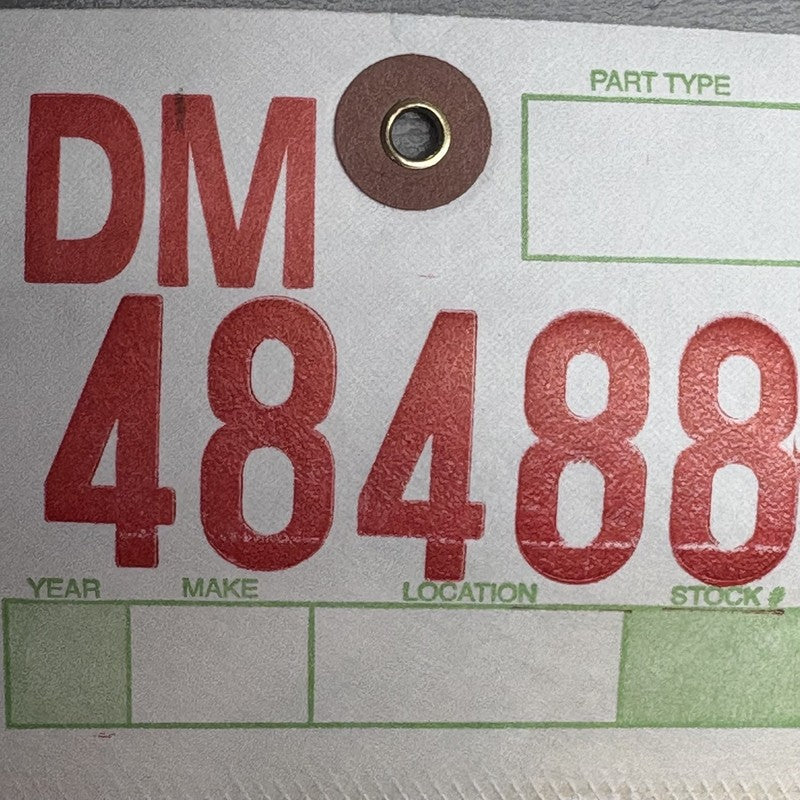 DM
PART TYPE
48488
YEAR MAKE LOCATION STOCK #